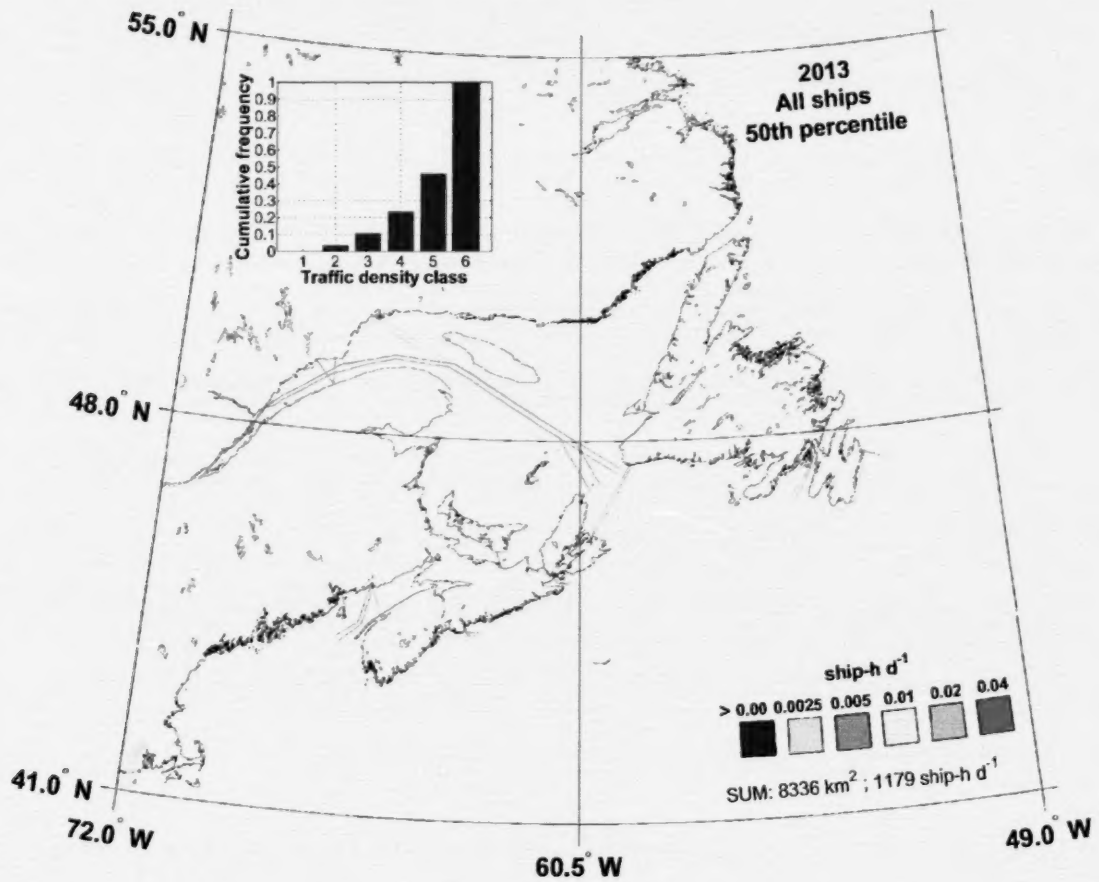 55.0° N
2013
All ships
50th percentile
Cumulative frequency
1
0.9
0.8
0.7
0.6
0.5
0.4
0.3
0.2
0.1
0
1 2 3 4 5 6
Traffic density class
48.0° N
ship-h d⁻¹
> 0.00 0.0025 0.005 0.01 0.02 0.04
SUM: 8336 km² ; 1179 ship-h d⁻¹
41.0° N
72.0° W
60.5° W
49.0° W